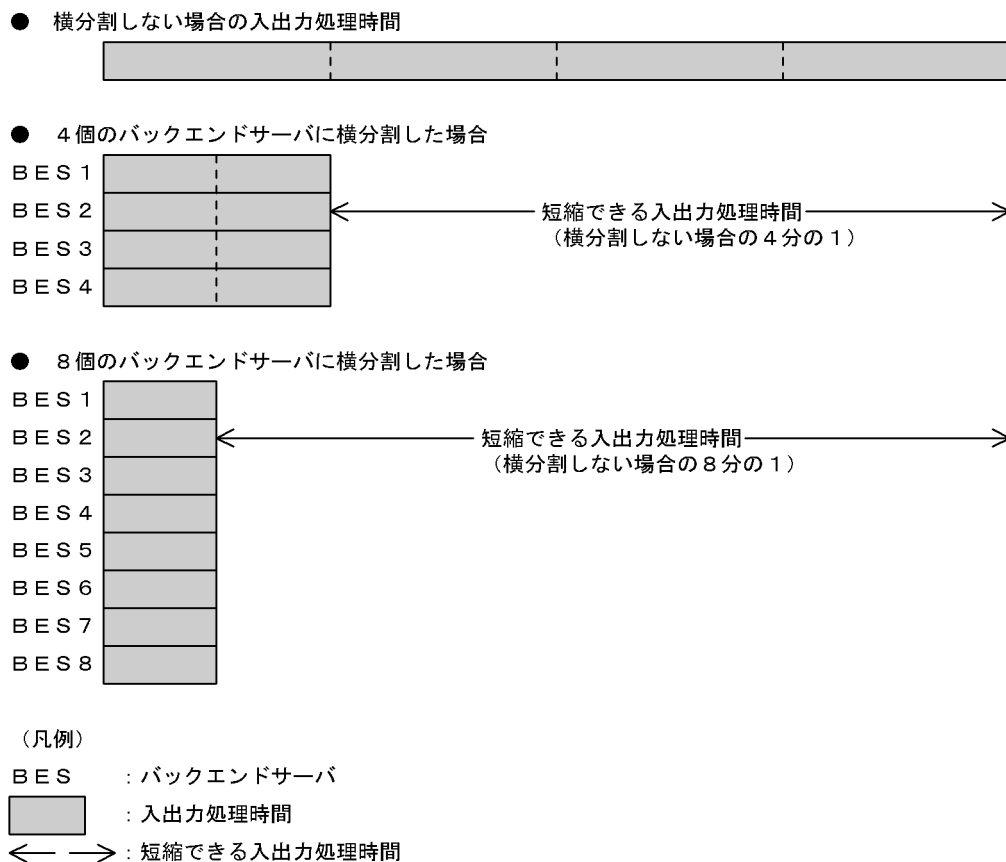 ● 横分割しない場合の入出力処理時間
● 4個のバックエンドサーバに横分割した場合
BES1
BES2
短縮できる入出力処理時間
（横分割しない場合の4分の1）
BES3
BES4
● 8個のバックエンドサーバに横分割した場合
BES1
BES2
短縮できる入出力処理時間
（横分割しない場合の8分の1）
BES3
BES4
BES5
BES6
BES7
BES8
（凡例）
BES ：バックエンドサーバ
：入出力処理時間
：短縮できる入出力処理時間